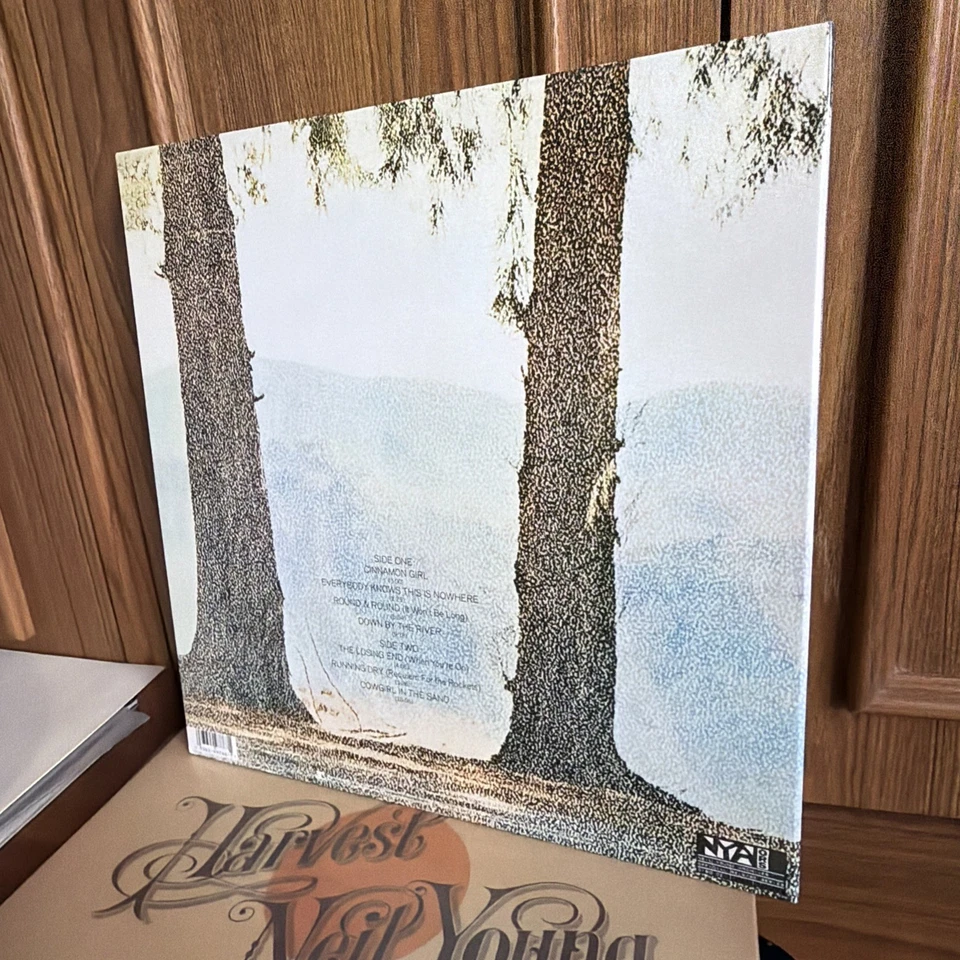 SIDE ONE
CINNAMON GIRL
EVERYBODY KNOWS THIS IS NOWHERE
ROUND & ROUND (It Won't Be Long)
DOWN BY THE RIVER
SIDE TWO
THE LOSING END (When You're On)
RUNNING DRY (Requiem For the Rockets)
COWGIRL IN THE SAND
NYA
Harvest
Neil Young